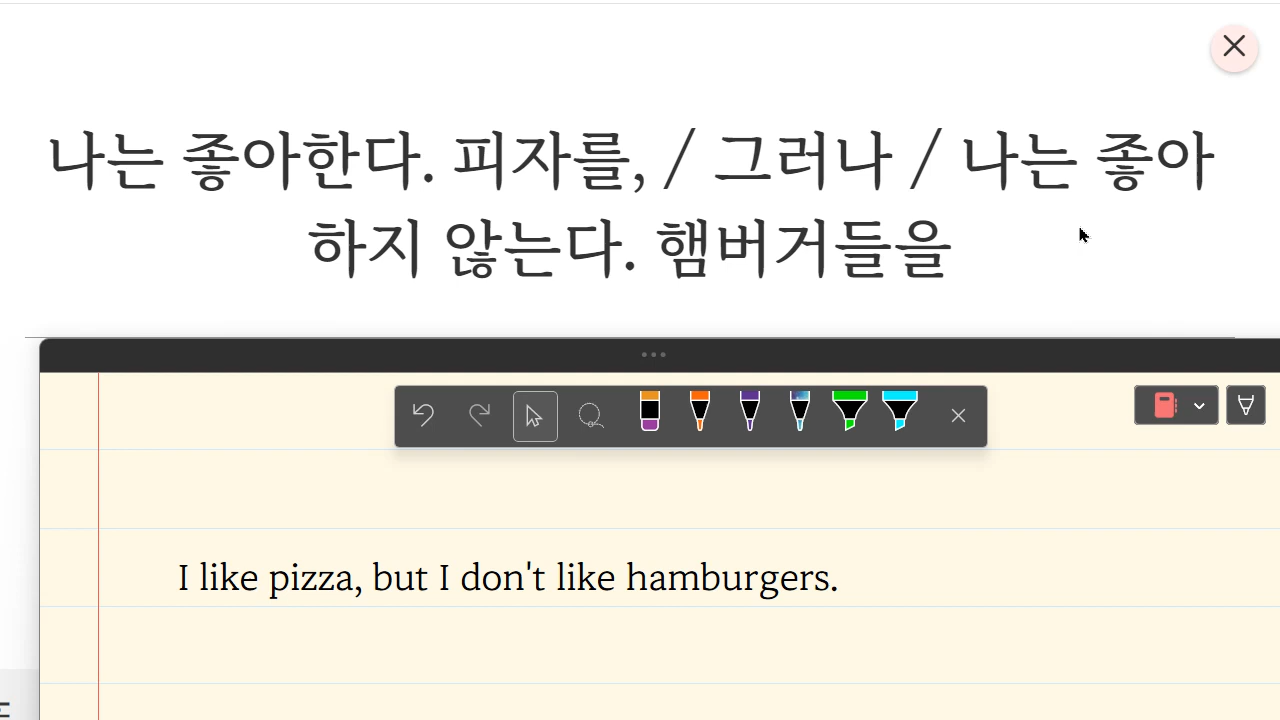 나는 좋아한다. 피자를, / 그러나 / 나는 좋아
하지 않는다. 햄버거들을
I like pizza, but I don't like hamburgers.